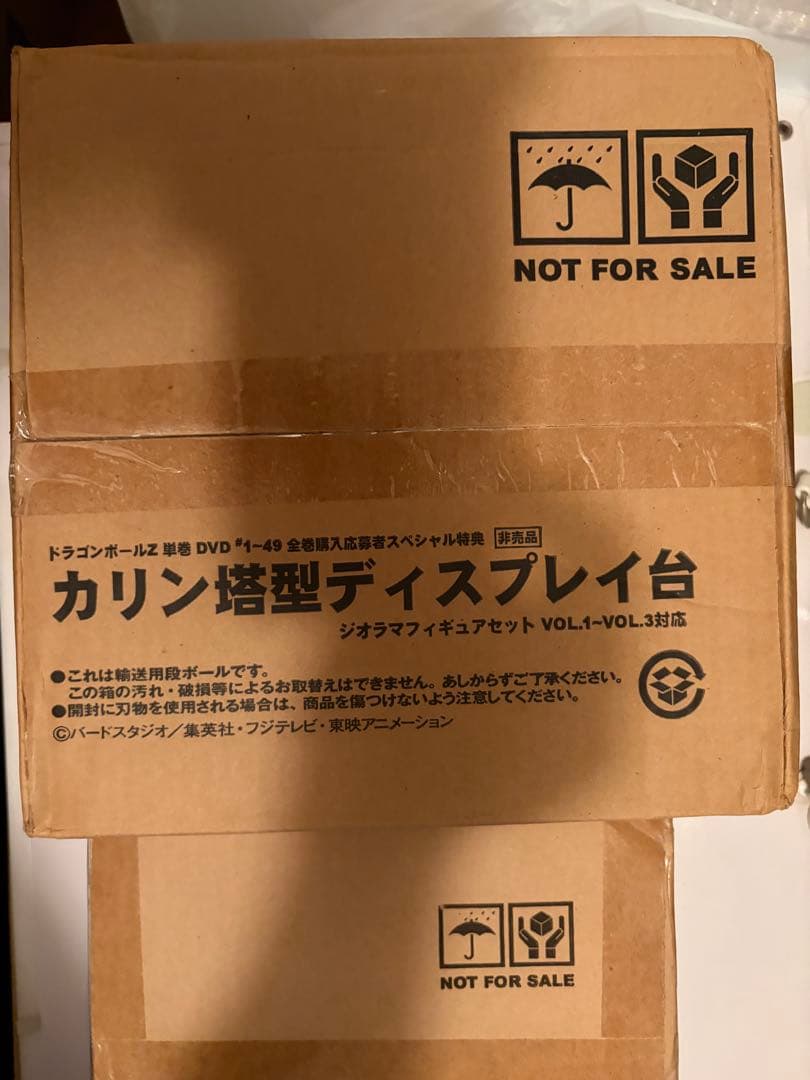 NOT FOR SALE
ドラゴンボールZ 単巻 DVD #1~49 全巻購入応募者スペシャル特典 非売品
カリン塔型ディスプレイ台
ジオラマフィギュアセット VOL.1~VOL.3対応
●これは輸送用段ボールです。
この箱の汚れ・破損等によるお取替えはできません。あしからずご了承ください。
●開封に刃物を使用される場合は、商品を傷つけないよう注意してください。
©バードスタジオ／集英社・フジテレビ・東映アニメーション
NOT FOR SALE